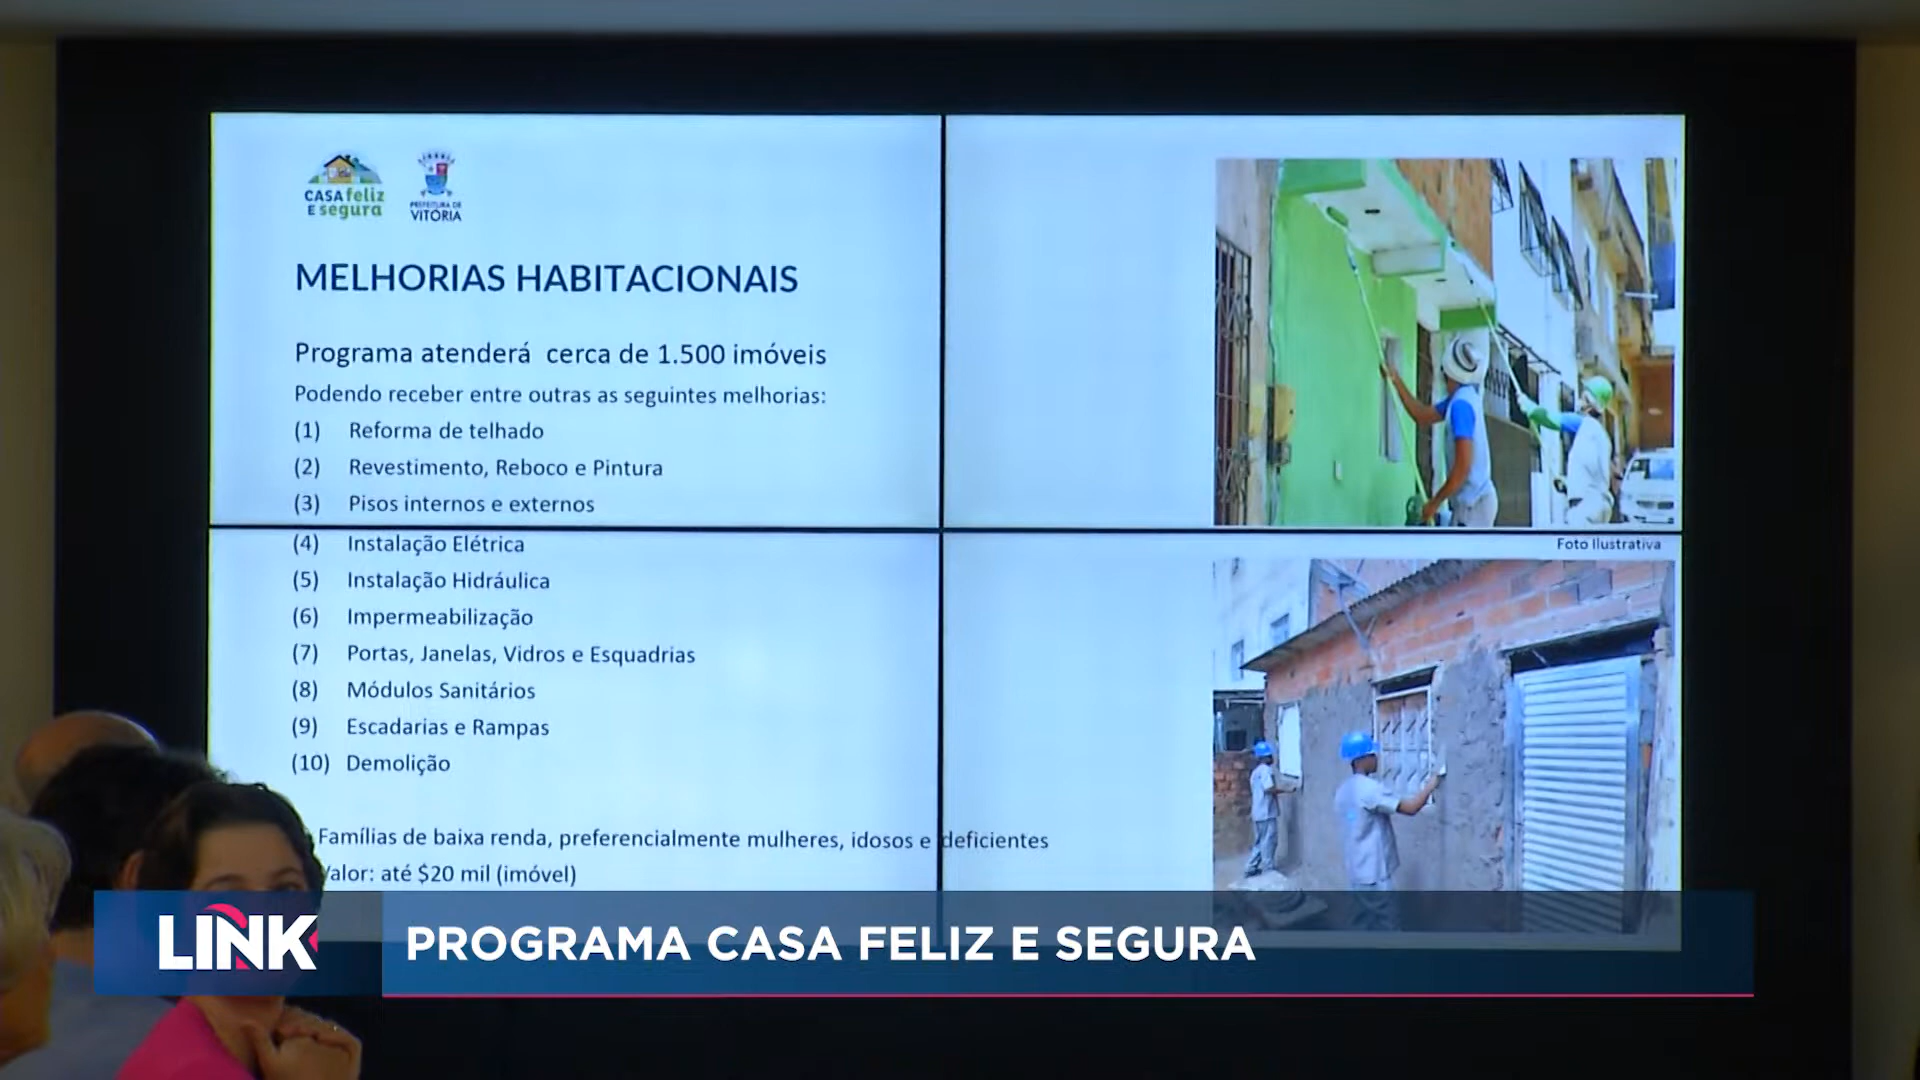 CASA feliz
E segura
PREFEITURA DE
VITÓRIA
MELHORIAS HABITACIONAIS
Programa atenderá cerca de 1.500 imóveis
Podendo receber entre outras as seguintes melhorias:
(1) Reforma de telhado
(2) Revestimento, Reboco e Pintura
(3) Pisos internos e externos
(4) Instalação Elétrica
(5) Instalação Hidráulica
(6) Impermeabilização
(7) Portas, Janelas, Vidros e Esquadrias
(8) Módulos Sanitários
(9) Escadarias e Rampas
(10) Demolição
Famílias de baixa renda, preferencialmente mulheres, idosos e deficientes
Valor: até $20 mil (imóvel)
Foto Ilustrativa
LINK
PROGRAMA CASA FELIZ E SEGURA